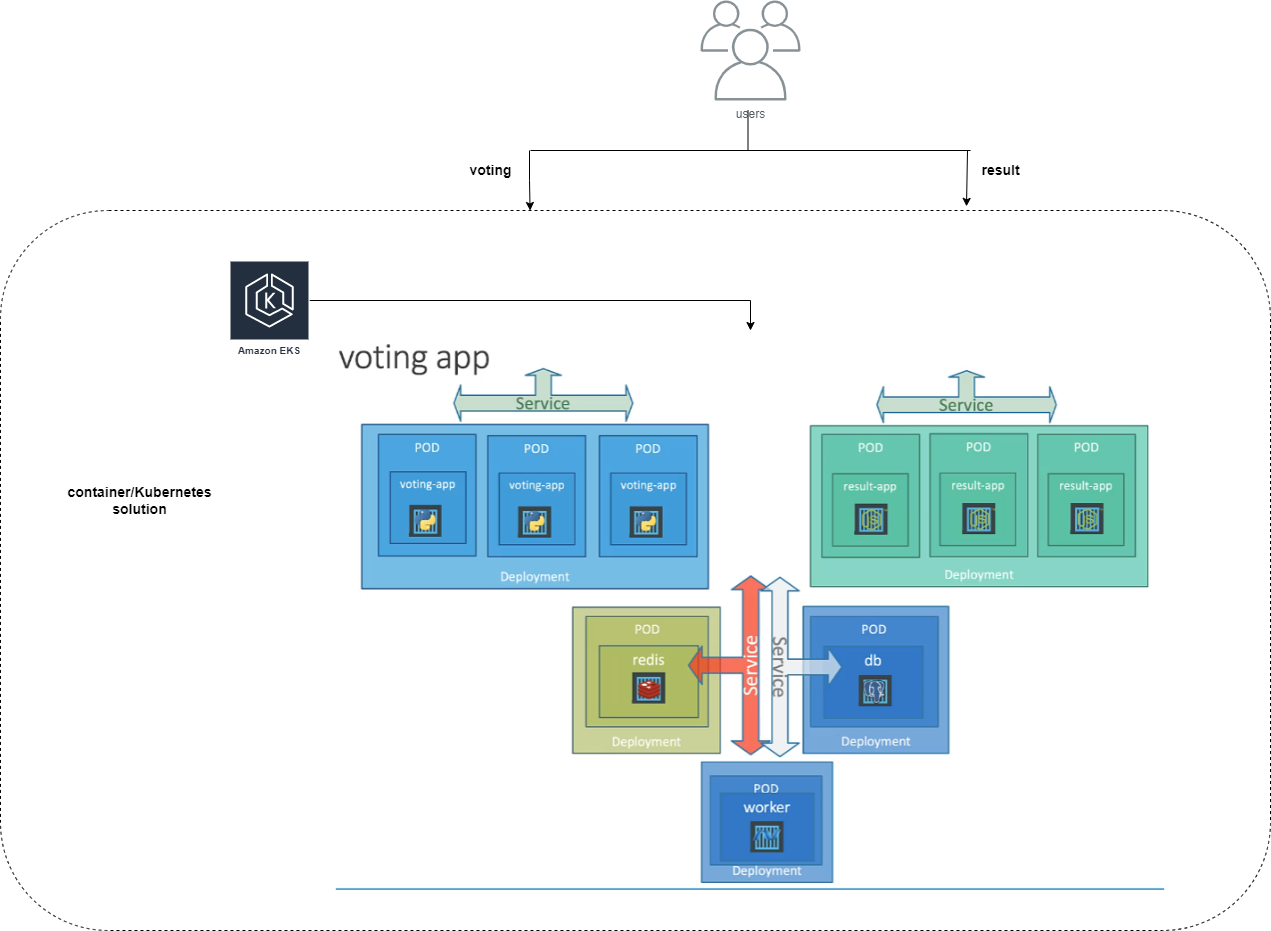 users
voting
result
Amazon EKS
voting app
Service
Service
POD
POD
POD
POD
POD
POD
voting-app
voting-app
voting-app
result-app
result-app
result-app
container/Kubernetes
solution
Deployment
Deployment
POD
POD
redis
Service
Service
db
Deployment
Deployment
POD
worker
Deployment